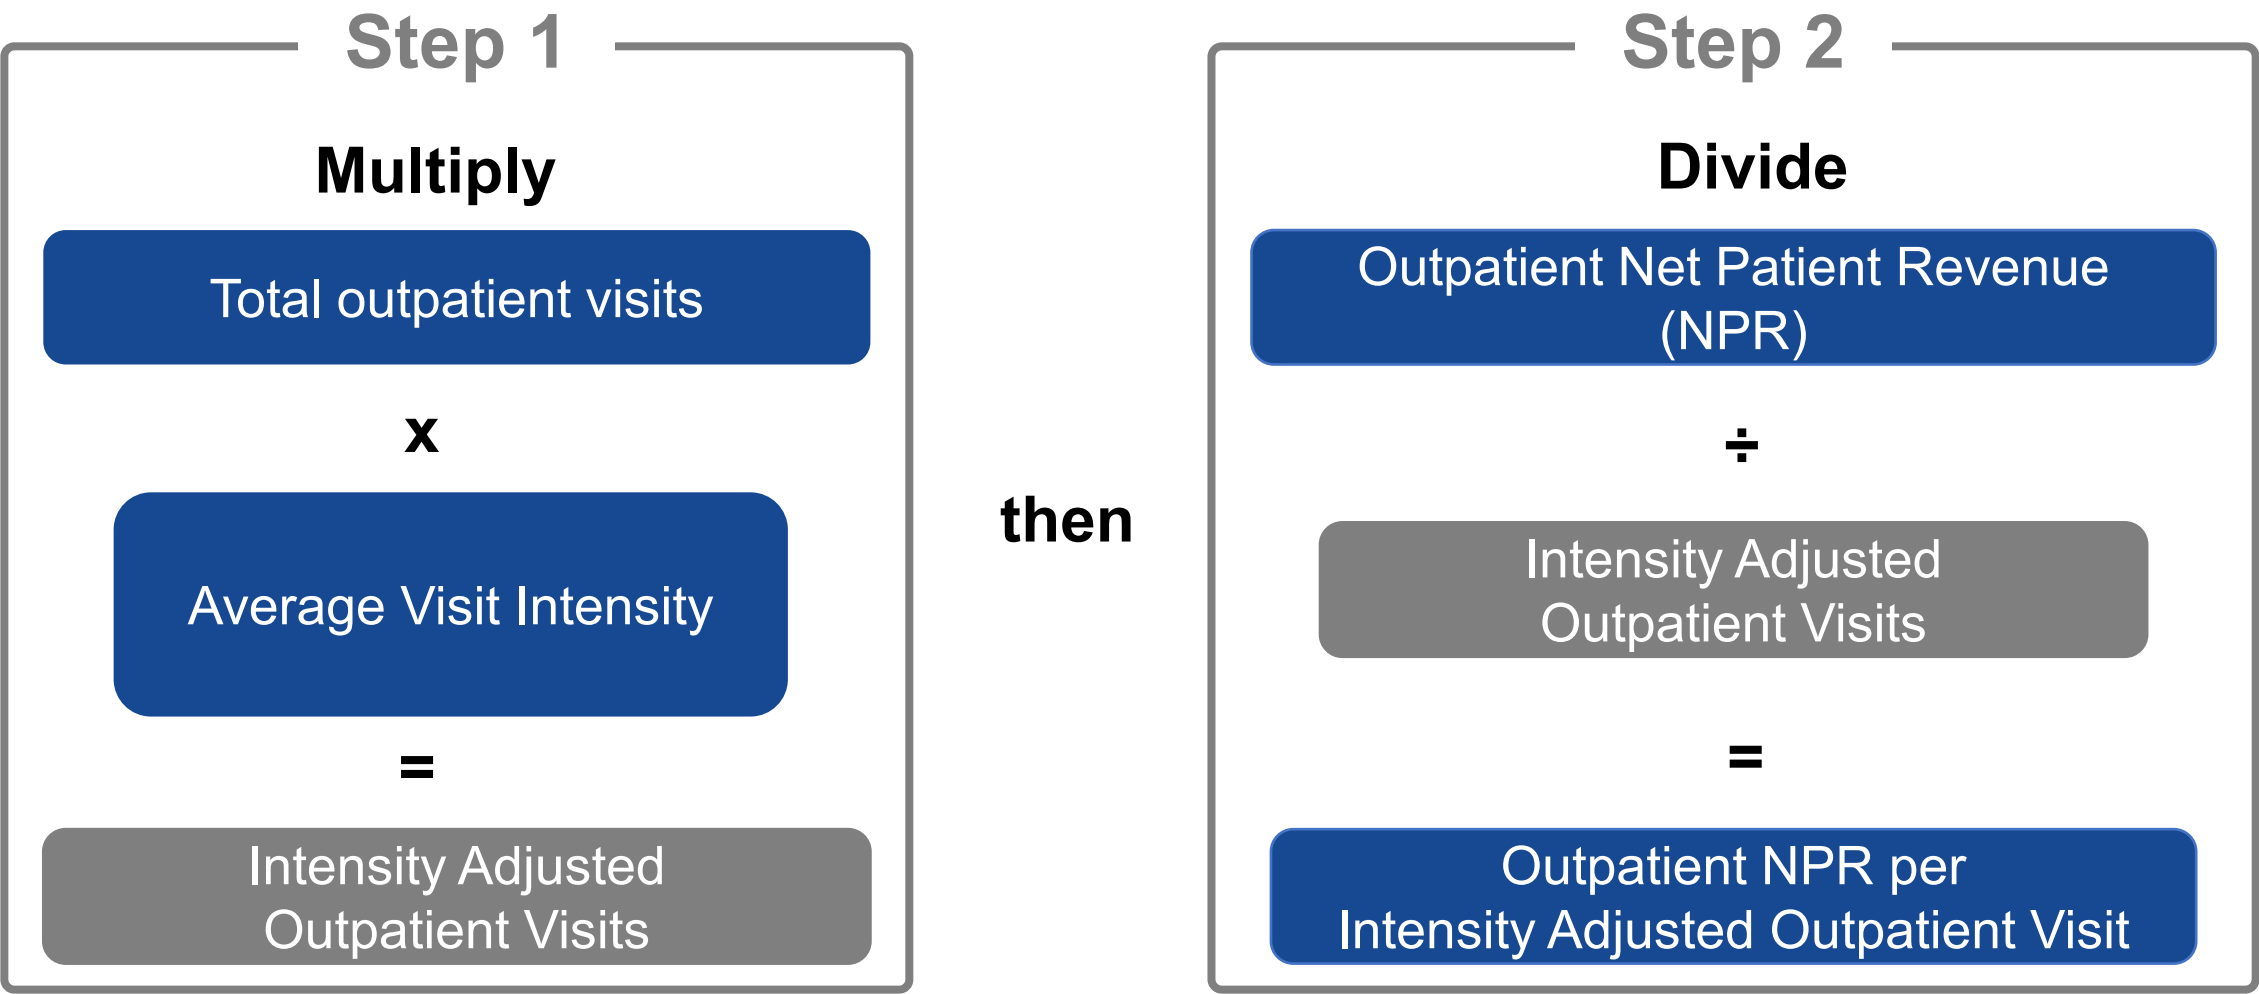 Step 1
Multiply
Total outpatient visits
x
Average Visit Intensity
=
Intensity Adjusted
Outpatient Visits
then
Step 2
Divide
Outpatient Net Patient Revenue
(NPR)
÷
Intensity Adjusted
Outpatient Visits
=
Outpatient NPR per
Intensity Adjusted Outpatient Visit